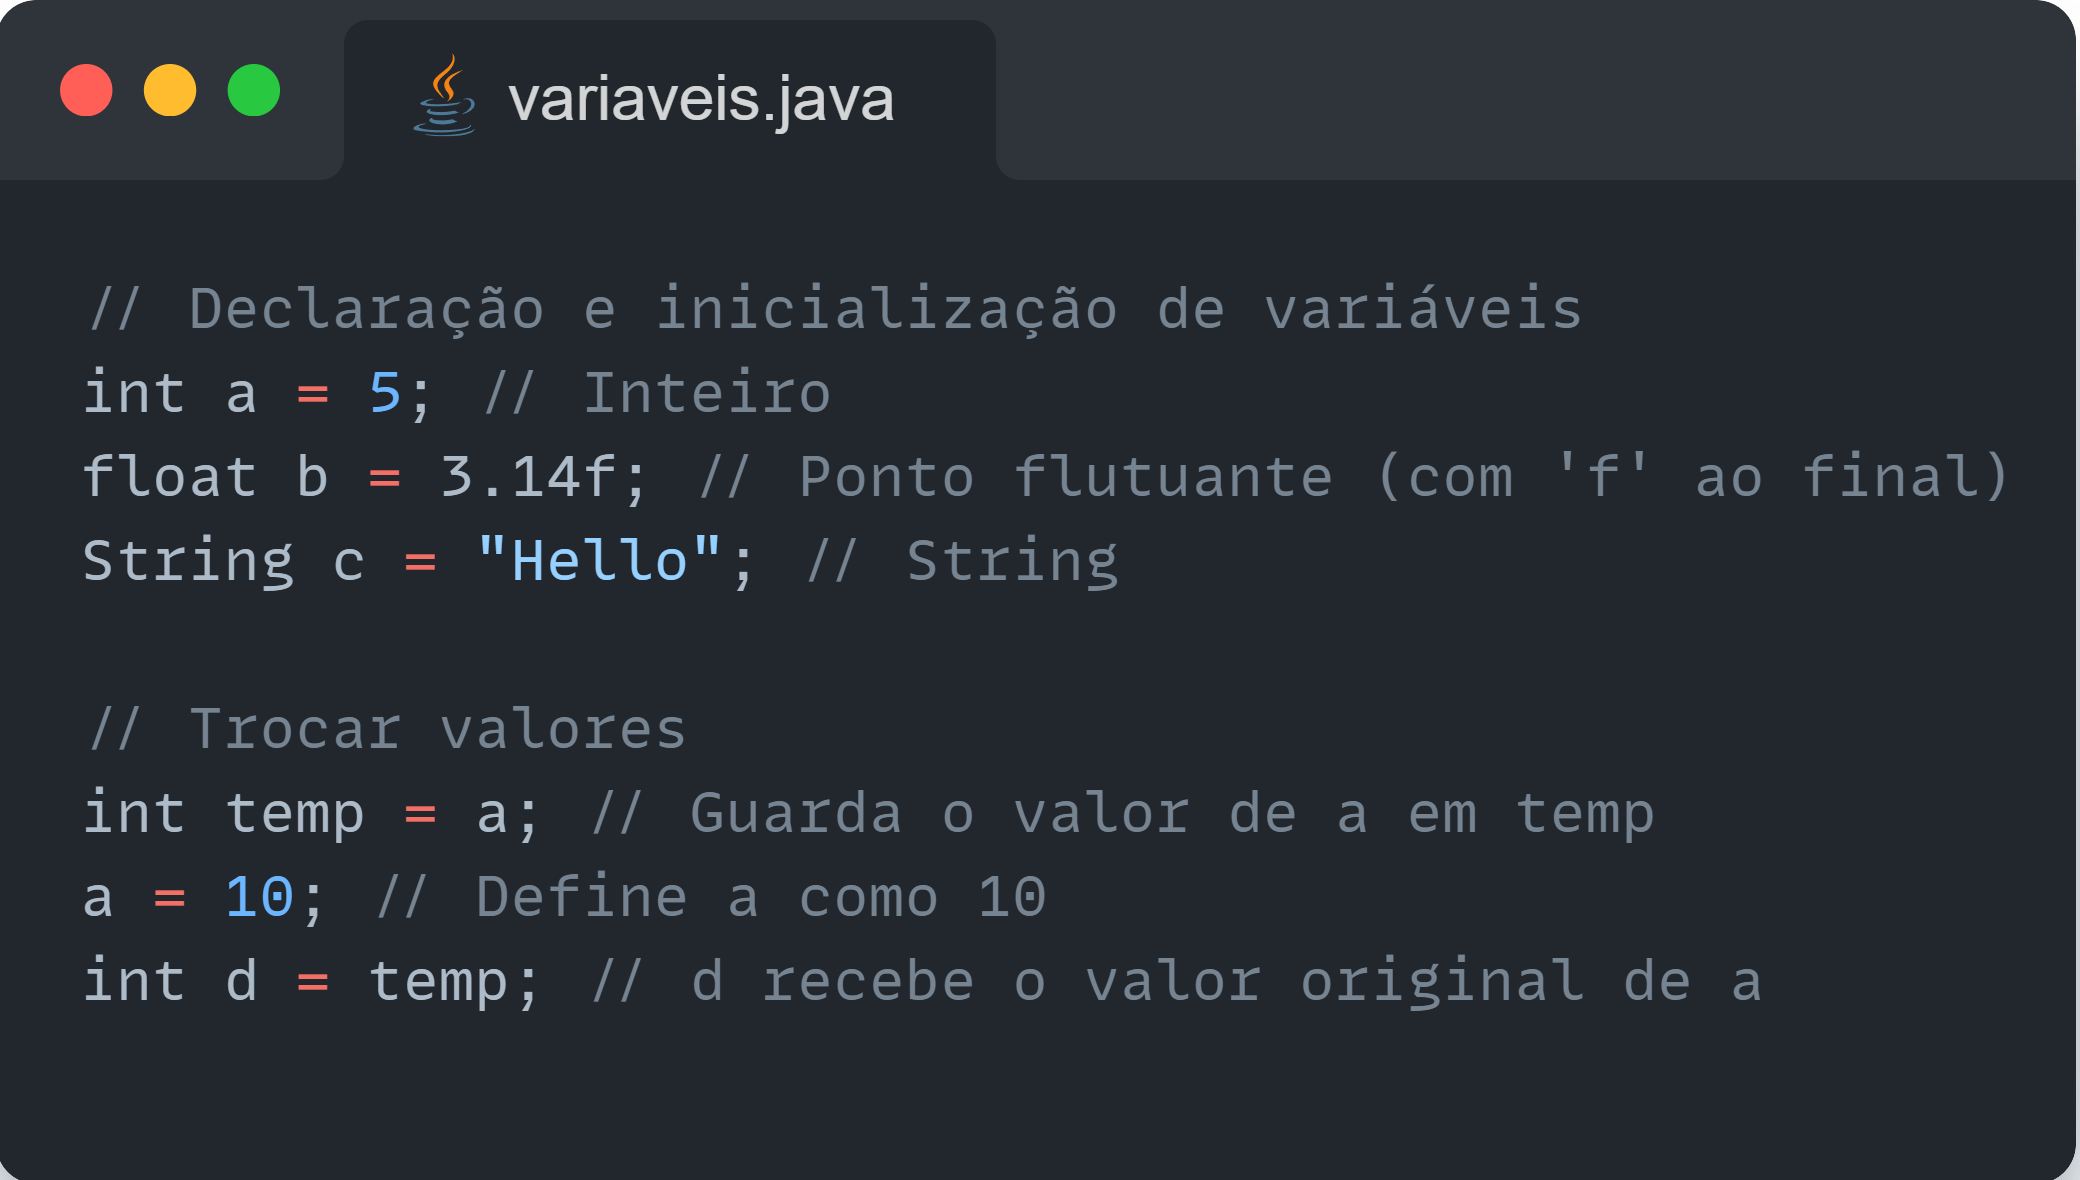 variaveis.java
// Declaração e inicialização de variáveis
int a = 5; // Inteiro
float b = 3.14f; // Ponto flutuante (com 'f' ao final)
String c = "Hello"; // String
// Trocar valores
int temp = a; // Guarda o valor de a em temp
a = 10; // Define a como 10
int d = temp; // d recebe o valor original de a